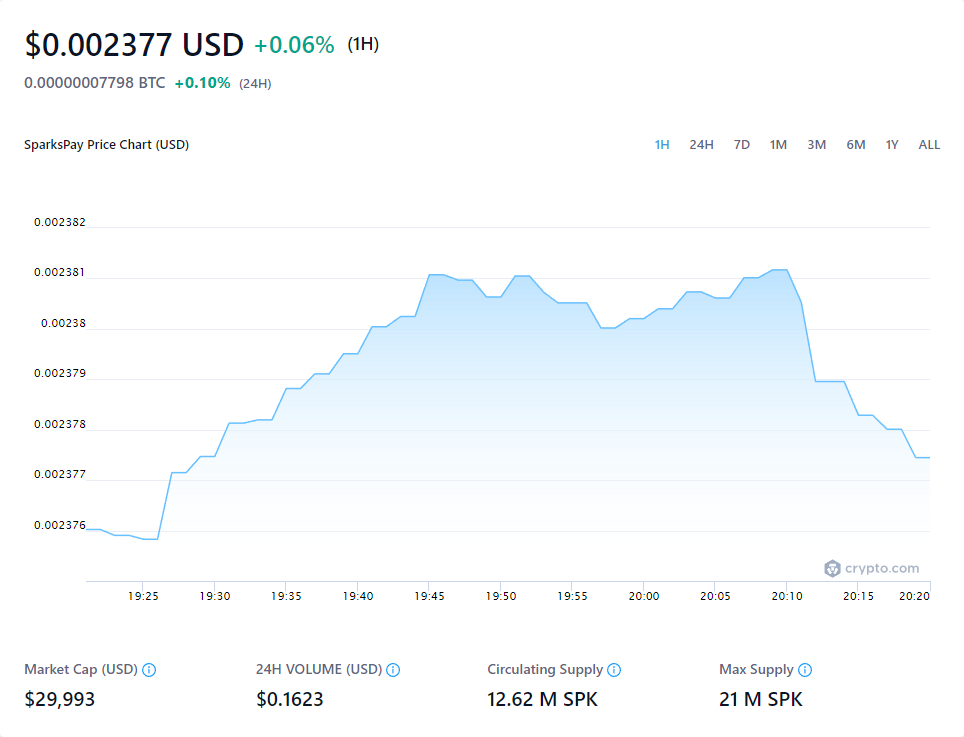 $0.002377 USD +0.06% (1H)
0.00000007798 BTC +0.10% (24H)
SparksPay Price Chart (USD) 1H 24H 7D 1M 3M 6M 1Y ALL
0.002382
0.002381
0.00238
0.002379
0.002378
0.002377
0.002376
crypto.com
19:25 19:30 19:35 19:40 19:45 19:50 19:55 20:00 20:05 20:10 20:15 20:20
Market Cap (USD) 24H VOLUME (USD) Circulating Supply Max Supply
$29,993 $0.1623 12.62 M SPK 21 M SPK